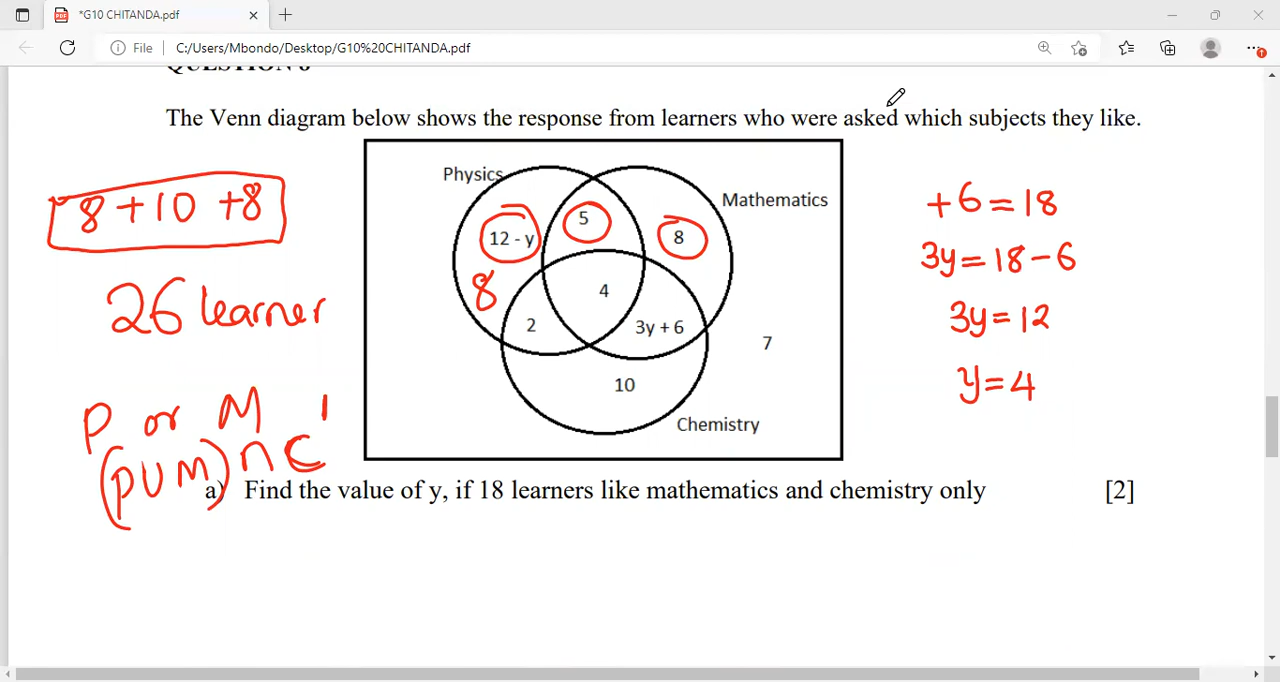 *G10 CHITANDA.pdf
File C:/Users/Mbondo/Desktop/G10%20CHITANDA.pdf
The Venn diagram below shows the response from learners who were asked which subjects they like.
Physics
Mathematics
12 - y
5
8
8
4
2
3y + 6
7
10
Chemistry
8 + 10 + 8
26 learner
P or M
(PUM) ∩ C'
+ 6 = 18
3y = 18 - 6
3y = 12
y = 4
a) Find the value of y, if 18 learners like mathematics and chemistry only [2]